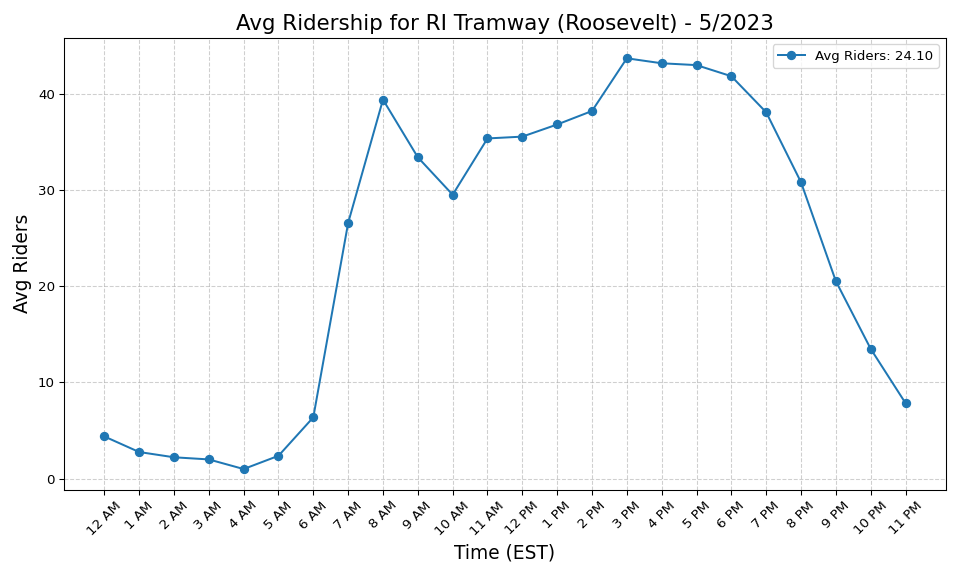 Avg Ridership for RI Tramway (Roosevelt) - 5/2023
Avg Riders: 24.10
Avg Riders
40
30
20
10
0
12 AM
1 AM
2 AM
3 AM
4 AM
5 AM
6 AM
7 AM
8 AM
9 AM
10 AM
11 AM
12 PM
1 PM
2 PM
3 PM
4 PM
5 PM
6 PM
7 PM
8 PM
9 PM
10 PM
11 PM
Time (EST)